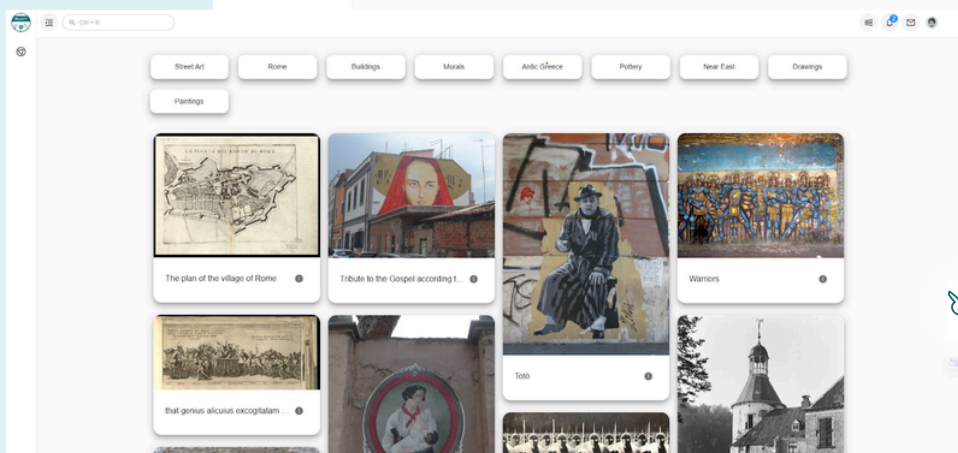 Ctrl + K
2
Street Art
Rome
Buildings
Murals
Antic Greece
Pottery
Near East
Drawings
Paintings
The plan of the village of Rome
Tribute to the Gospel according t...
Warriors
that genius alicuius excogitatam ...
Totò